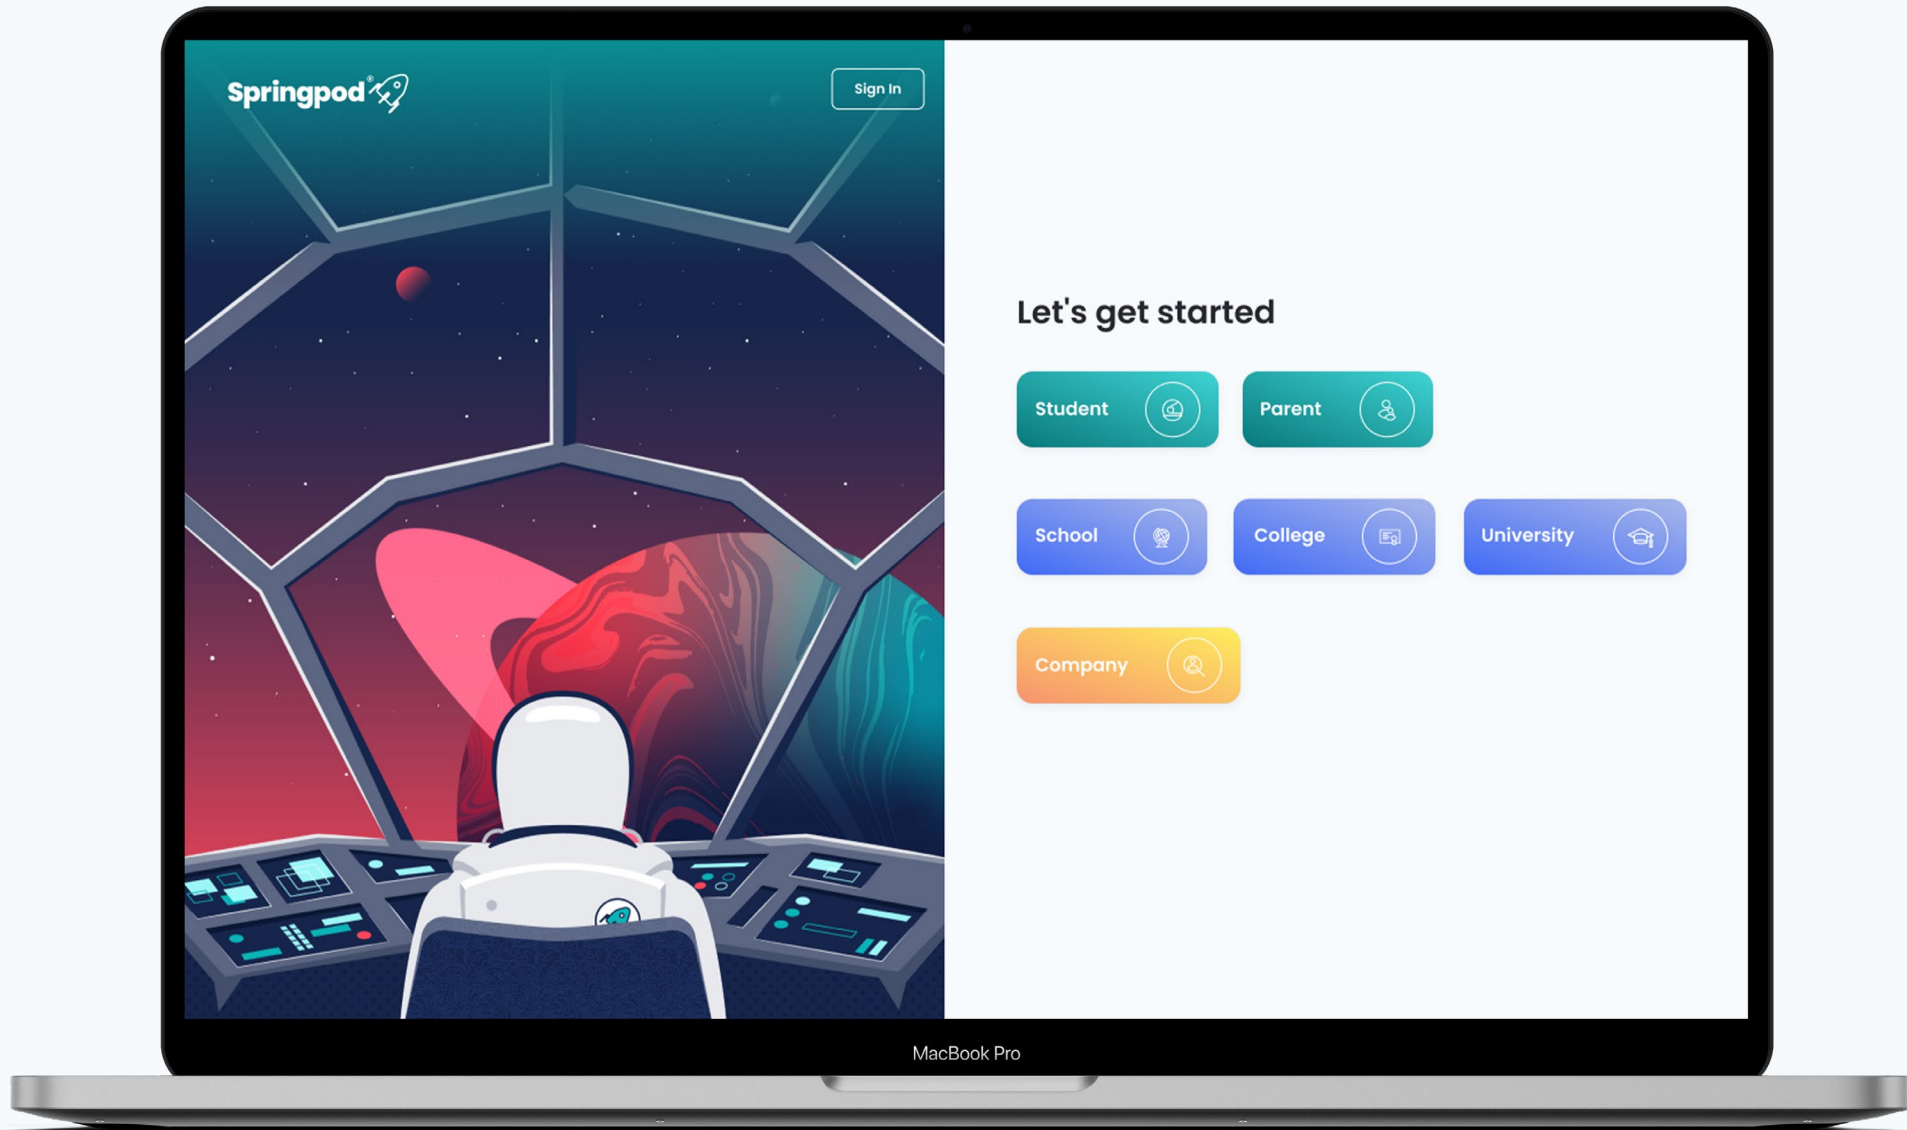 Springpod®
Sign In
Let's get started
Student
Parent
School
College
University
Company
MacBook Pro